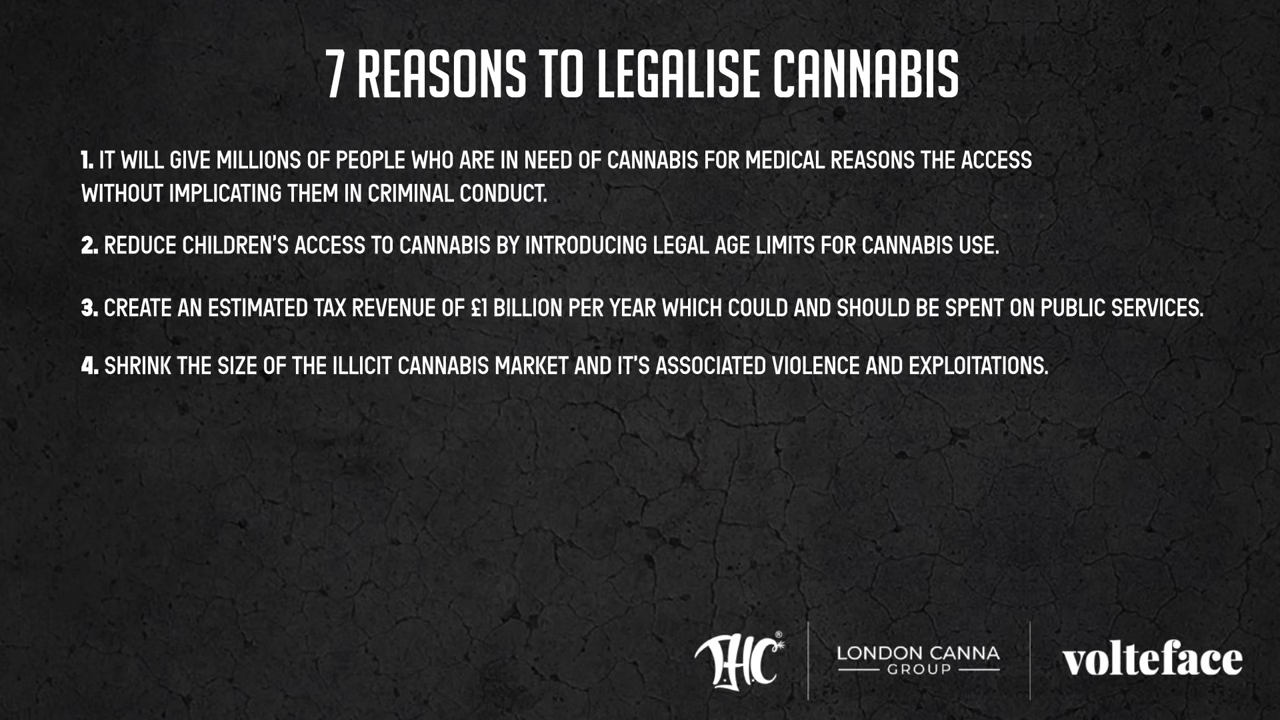 7 REASONS TO LEGALISE CANNABIS
1. IT WILL GIVE MILLIONS OF PEOPLE WHO ARE IN NEED OF CANNABIS FOR MEDICAL REASONS THE ACCESS
WITHOUT IMPLICATING THEM IN CRIMINAL CONDUCT.
2. REDUCE CHILDREN'S ACCESS TO CANNABIS BY INTRODUCING LEGAL AGE LIMITS FOR CANNABIS USE.
3. CREATE AN ESTIMATED TAX REVENUE OF £1 BILLION PER YEAR WHICH COULD AND SHOULD BE SPENT ON PUBLIC SERVICES.
4. SHRINK THE SIZE OF THE ILLICIT CANNABIS MARKET AND IT'S ASSOCIATED VIOLENCE AND EXPLOITATIONS.
THC®
LONDON CANNA
GROUP
volteface